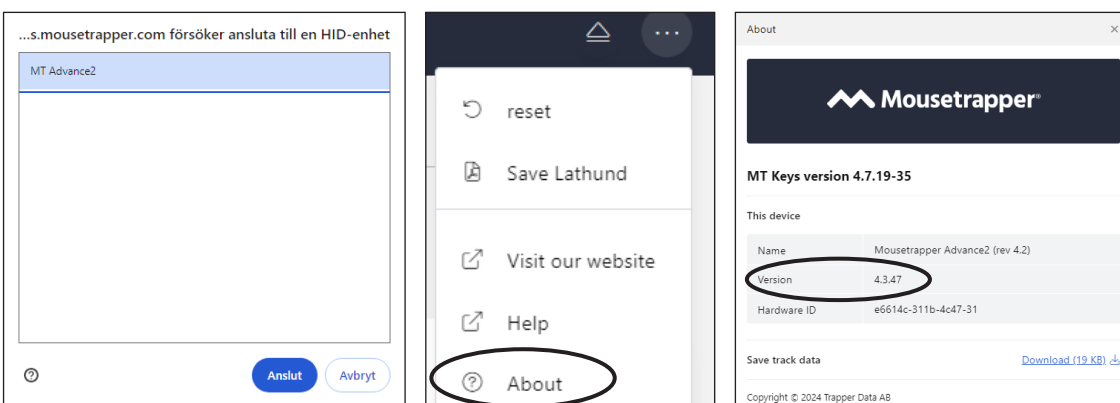 ...s.mousetrapper.com försöker ansluta till en HID-enhet
MT Advance2
Anslut
Avbryt
reset
Save Lathund
Visit our website
Help
About
About
Mousetrapper®
MT Keys version 4.7.19-35
This device
Name Mousetrapper Advance2 (rev 4.2)
Version 4.3.47
Hardware ID e6614c-311b-4c47-31
Save track data Download (19 KB)
Copyright © 2024 Trapper Data AB